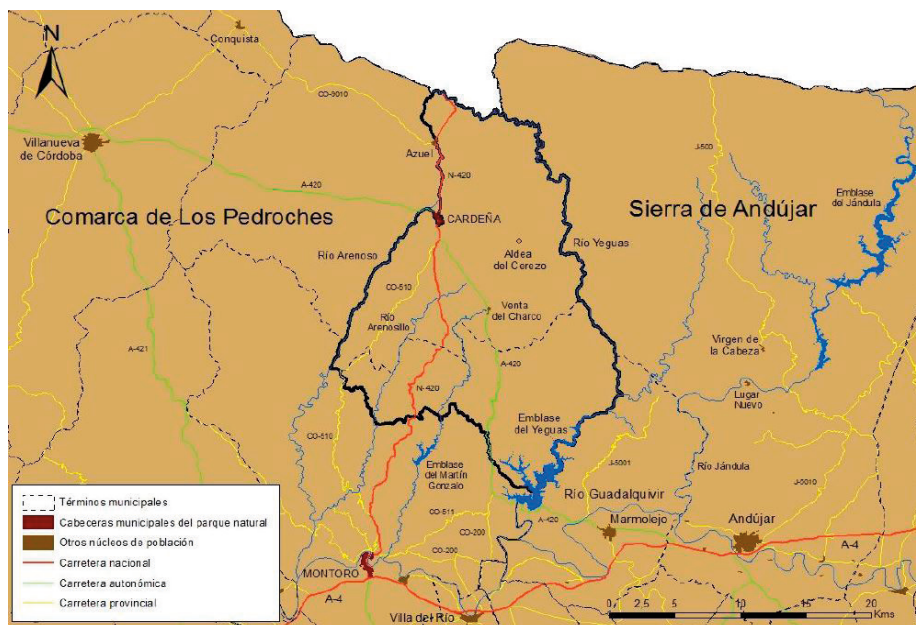 N
Conquista
CO-9010
Villanueva
de Córdoba
Azuel
J-500
A-420
N-420
Embalse
del Jándula
Comarca de Los Pedroches
CARDEÑA
Sierra de Andújar
Río Arenoso
Aldea
del Cerezo
Río Yeguas
CO-510
Río
Arenosillo
Venta
del Charco
A-421
A-420
Virgen de
la Cabeza
N-420
Lugar
Nuevo
Emblase
del Yeguas
CO-510
Emblase
del Martín
Gonzalo
J-5001
Río Jándula
J-5010
Río Guadalquivir
CO-511
CO-200
A-420
Marmolejo
Andújar
CO-200
A-4
MONTORO
A-4
Villa del Río
Términos municipales
Cabeceras municipales del parque natural
Otros núcleos de población
Carretera nacional
Carretera autonómica
Carretera provincial
0 2.5 5 10 15 20
Kms